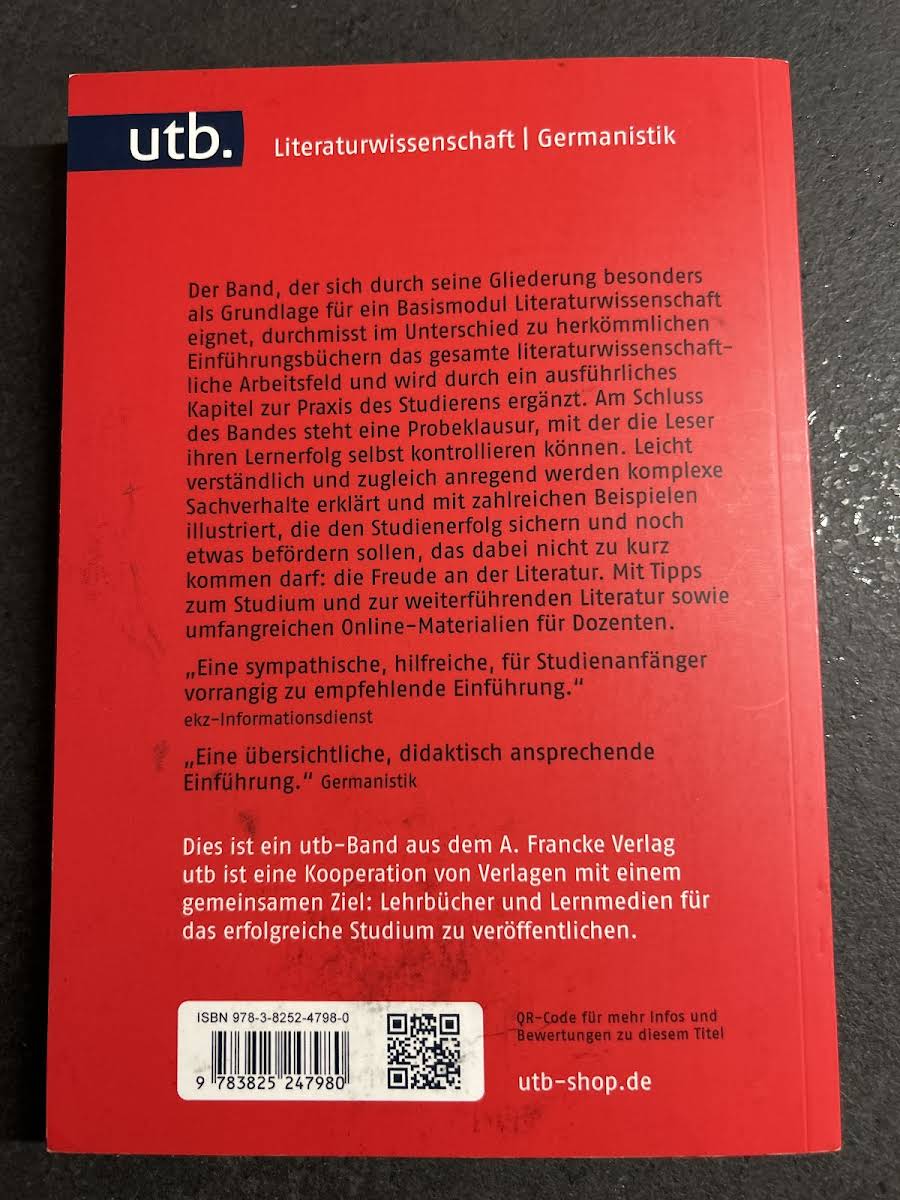 utb.
Literaturwissenschaft | Germanistik
Der Band, der sich durch seine Gliederung besonders
als Grundlage für ein Basismodul Literaturwissenschaft
eignet, durchmisst im Unterschied zu herkömmlichen
Einführungsbüchern das gesamte literaturwissenschaft-
liche Arbeitsfeld und wird durch ein ausführliches
Kapitel zur Praxis des Studierens ergänzt. Am Schluss
des Bandes steht eine Probeklausur, mit der die Leser
ihren Lernerfolg selbst kontrollieren können. Leicht
verständlich und zugleich anregend werden komplexe
Sachverhalte erklärt und mit zahlreichen Beispielen
illustriert, die den Studienerfolg sichern und noch
etwas befördern sollen, das dabei nicht zu kurz
kommen darf: die Freude an der Literatur. Mit Tipps
zum Studium und zur weiterführenden Literatur sowie
umfangreichen Online-Materialien für Dozenten.
„Eine sympathische, hilfreiche, für Studienanfänger
vorrangig zu empfehlende Einführung.“
ekz-Informationsdienst
„Eine übersichtliche, didaktisch ansprechende
Einführung.“ Germanistik
Dies ist ein utb-Band aus dem A. Francke Verlag
utb ist eine Kooperation von Verlagen mit einem
gemeinsamen Ziel: Lehrbücher und Lernmedien für
das erfolgreiche Studium zu veröffentlichen.
ISBN 978-3-8252-4798-0
9 783825 247980
QR-Code für mehr Infos und
Bewertungen zu diesem Titel
utb-shop.de